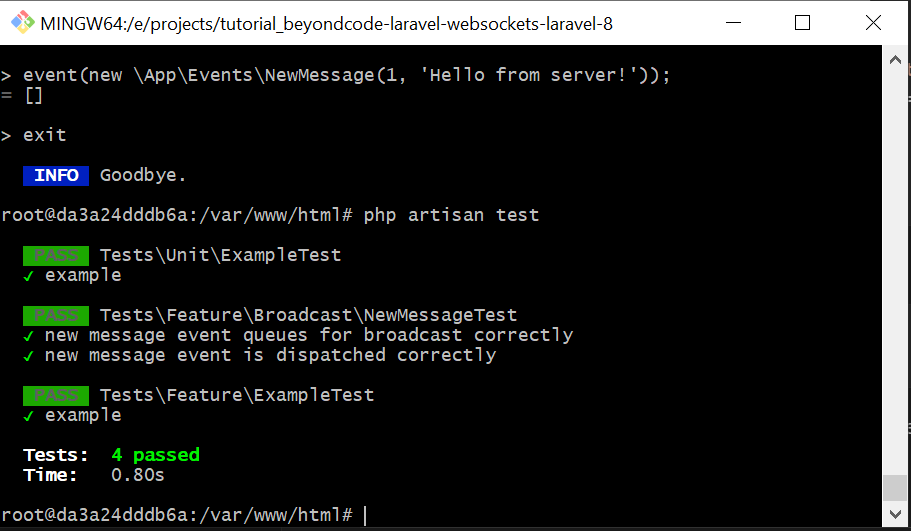 MINGW64:/e/projects/tutorial_beyondcode-laravel-websockets-laravel-8
> event(new \App\Events\NewMessage(1, 'Hello from server!'));
= []
> exit
INFO Goodbye.
root@da3a24dddb6a:/var/www/html# php artisan test
PASS Tests\Unit\ExampleTest
✓ example
PASS Tests\Feature\Broadcast\NewMessageTest
✓ new message event queues for broadcast correctly
✓ new message event is dispatched correctly
PASS Tests\Feature\ExampleTest
✓ example
Tests: 4 passed
Time: 0.80s
root@da3a24dddb6a:/var/www/html#